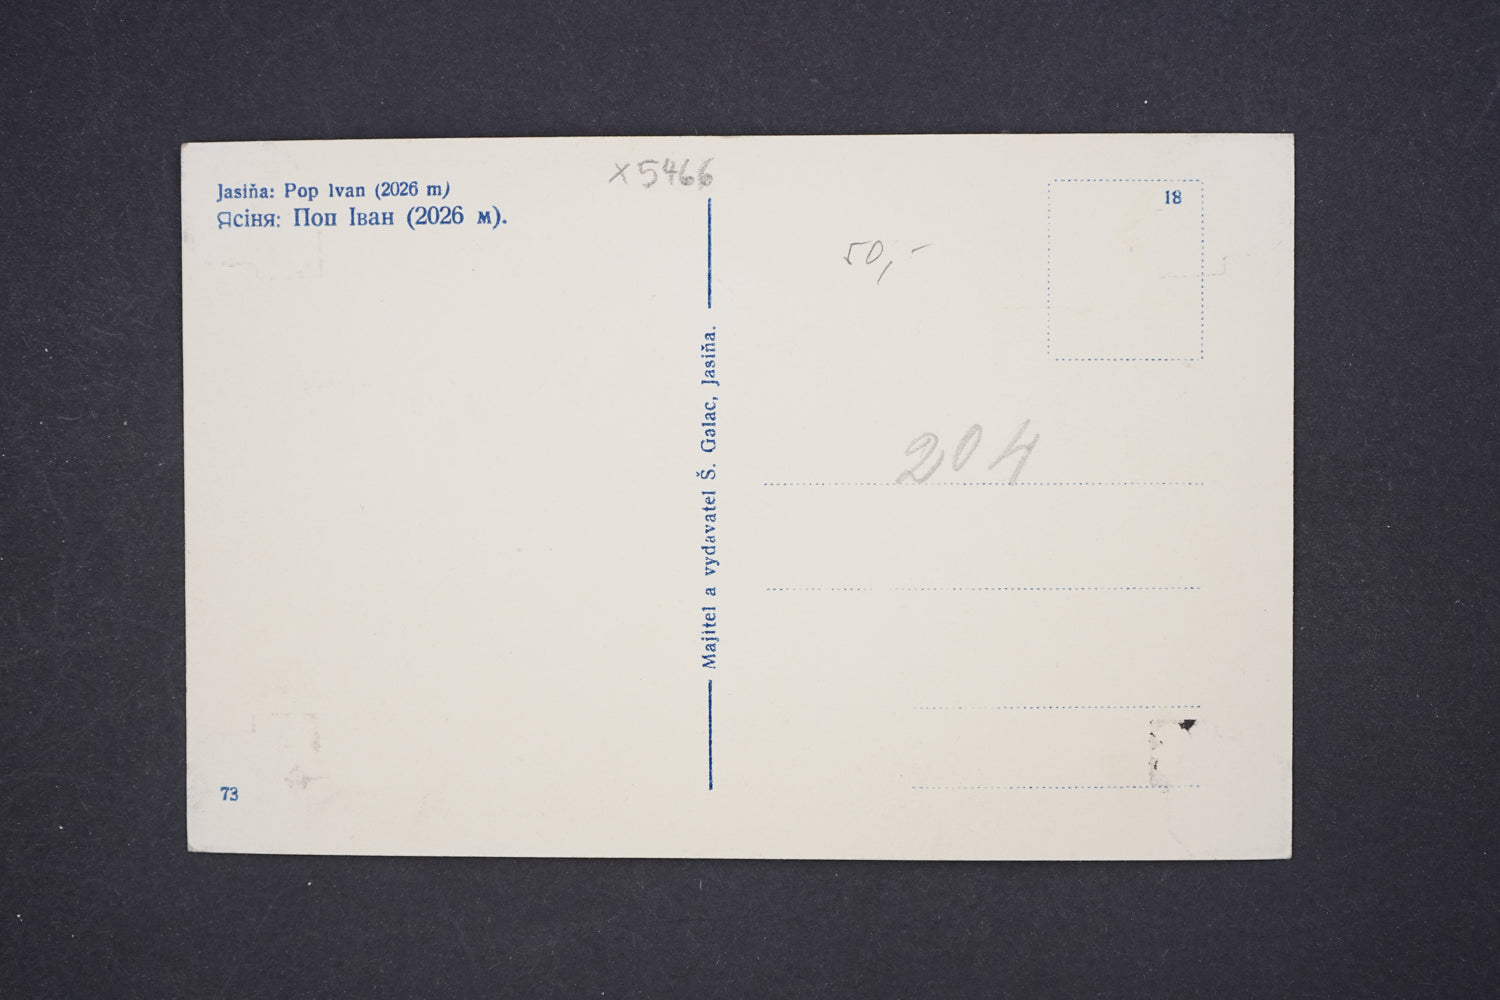 x5466
Jasiňa: Pop Ivan (2026 m)
Ясіня: Поп Іван (2026 м).
18
50,-
204
Majitel a vydavatel Š. Galac, Jasiňa.
73